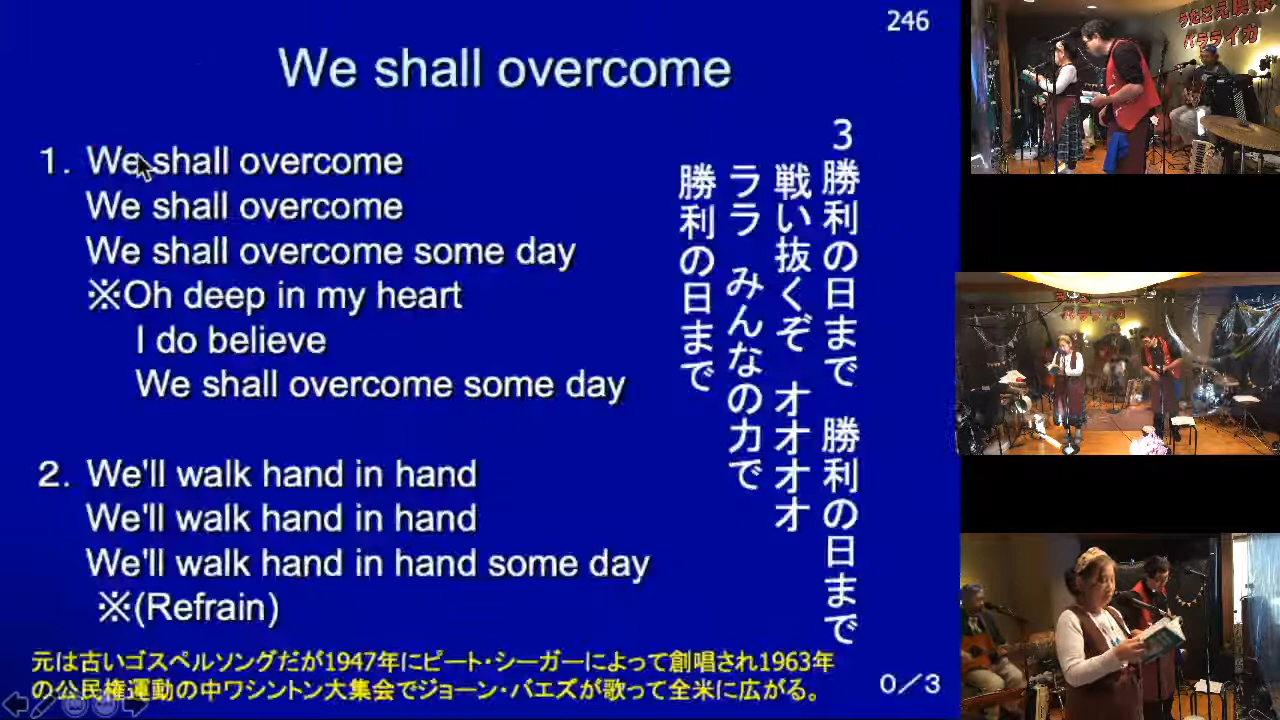 246
We shall overcome
1. We shall overcome
We shall overcome
We shall overcome some day
※Oh deep in my heart
I do believe
We shall overcome some day
2. We'll walk hand in hand
We'll walk hand in hand
We'll walk hand in hand some day
※(Refrain)
3勝利の日まで 勝利の日まで
戦い抜くぞ オオオオ
ララ みんなの力で
勝利の日まで
元は古いゴスペルソングだが1947年にピート・シーガーによって創唱され1963年
の公民権運動の中ワシントン大集会でジョーン・バエズが歌って全米に広がる。
0/3
バラライカ